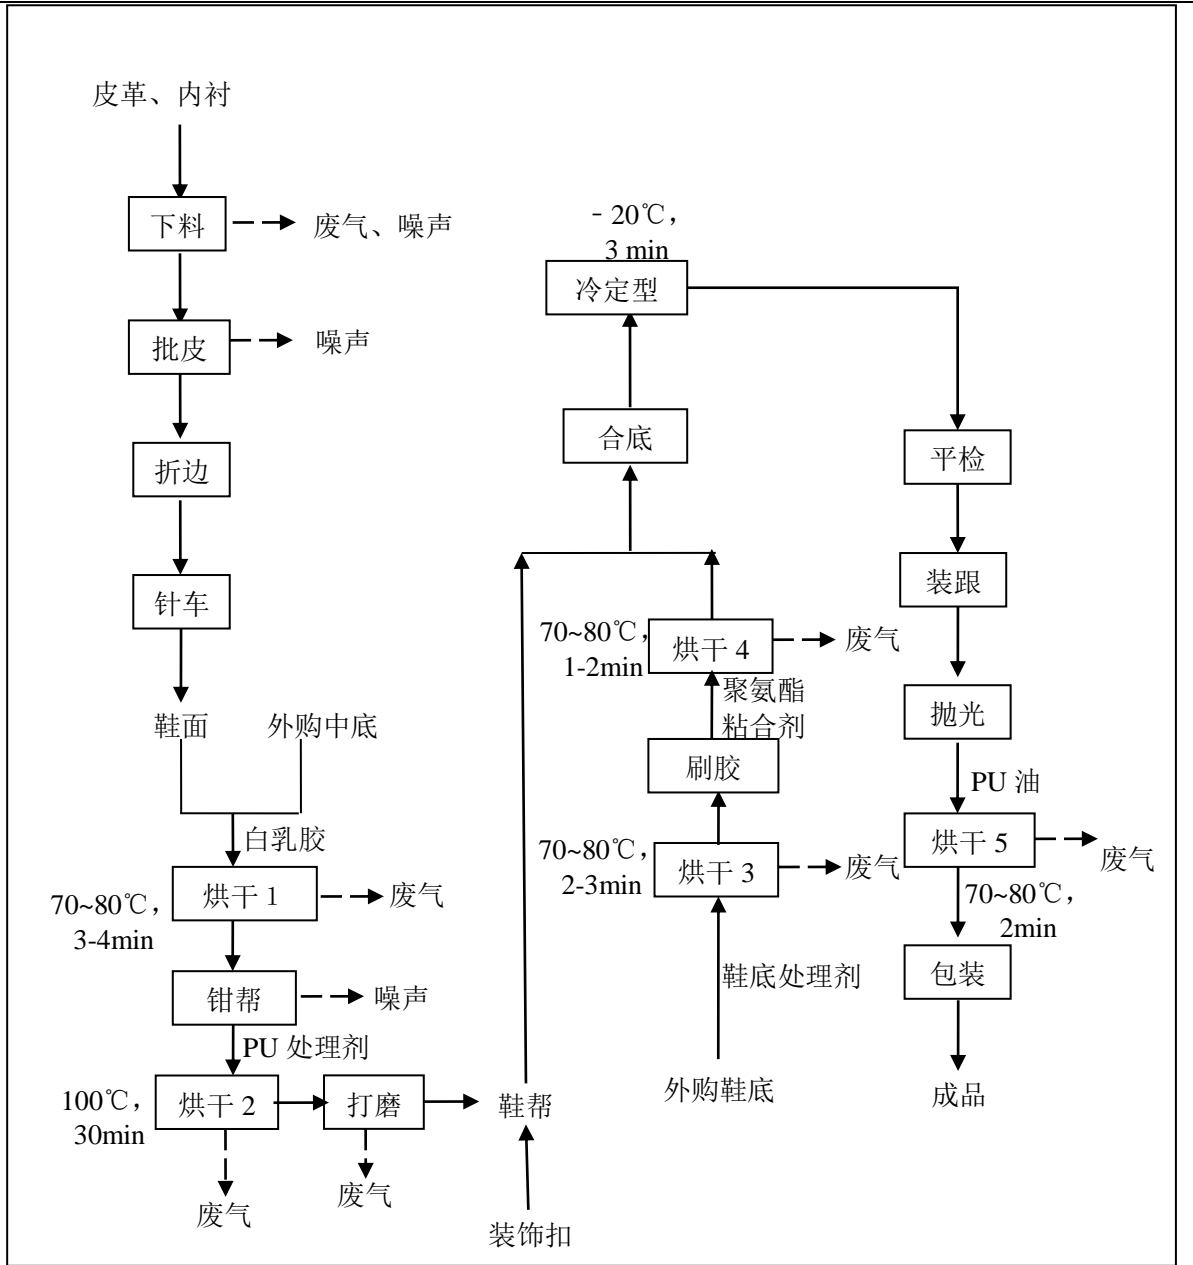 皮革、内衬
下料
废气、噪声
批皮
噪声
折边
针车
鞋面
外购中底
白乳胶
烘干 1
废气
70~80℃，
3-4min
钳帮
噪声
PU 处理剂
100℃，
30min
烘干 2
打磨
鞋帮
废气
废气
装饰扣
﹣20℃，
3 min
冷定型
合底
70~80℃，
1-2min
烘干 4
废气
聚氨酯
粘合剂
刷胶
70~80℃，
2-3min
烘干 3
废气
鞋底处理剂
外购鞋底
平检
装跟
抛光
PU 油
烘干 5
废气
70~80℃，
2min
包装
成品